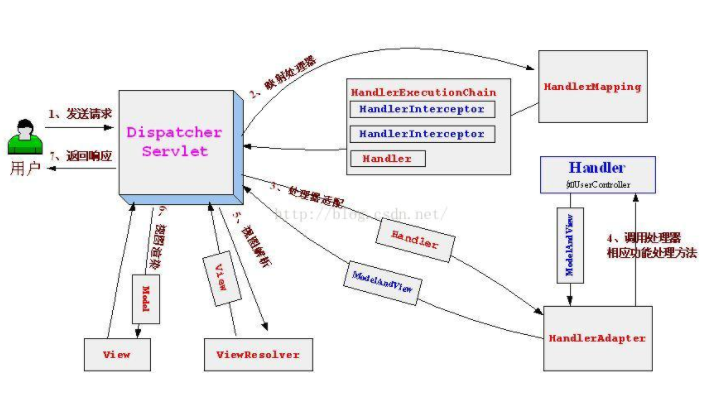 2、映射处理器
HandlerMapping
HandlerExecutionChain
HandlerInterceptor
HandlerInterceptor
Handler
1、发送请求
Dispatcher
Servlet
7、返回响应
用户
Handler
如UserController
3、处理器适配
http://blog.csdn.net/
Handler
ModelAndView
ModelAndView
4、调用处理器
相应功能处理方法
6、视图渲染
5、视图解析
Model
View
View
ViewResolver
HandlerAdapter